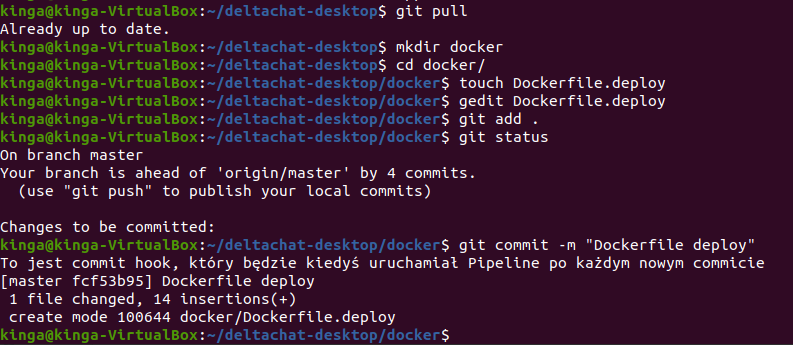 kinga@kinga-VirtualBox:~/deltachat-desktop$ git pull
Already up to date.
kinga@kinga-VirtualBox:~/deltachat-desktop$ mkdir docker
kinga@kinga-VirtualBox:~/deltachat-desktop$ cd docker/
kinga@kinga-VirtualBox:~/deltachat-desktop/docker$ touch Dockerfile.deploy
kinga@kinga-VirtualBox:~/deltachat-desktop/docker$ gedit Dockerfile.deploy
kinga@kinga-VirtualBox:~/deltachat-desktop/docker$ git add .
kinga@kinga-VirtualBox:~/deltachat-desktop/docker$ git status
On branch master
Your branch is ahead of 'origin/master' by 4 commits.
  (use "git push" to publish your local commits)

Changes to be committed:
kinga@kinga-VirtualBox:~/deltachat-desktop/docker$ git commit -m "Dockerfile deploy"
To jest commit hook, który będzie kiedyś uruchamiał Pipeline po każdym nowym commicie
[master fcf53b95] Dockerfile deploy
 1 file changed, 14 insertions(+)
 create mode 100644 docker/Dockerfile.deploy
kinga@kinga-VirtualBox:~/deltachat-desktop/docker$